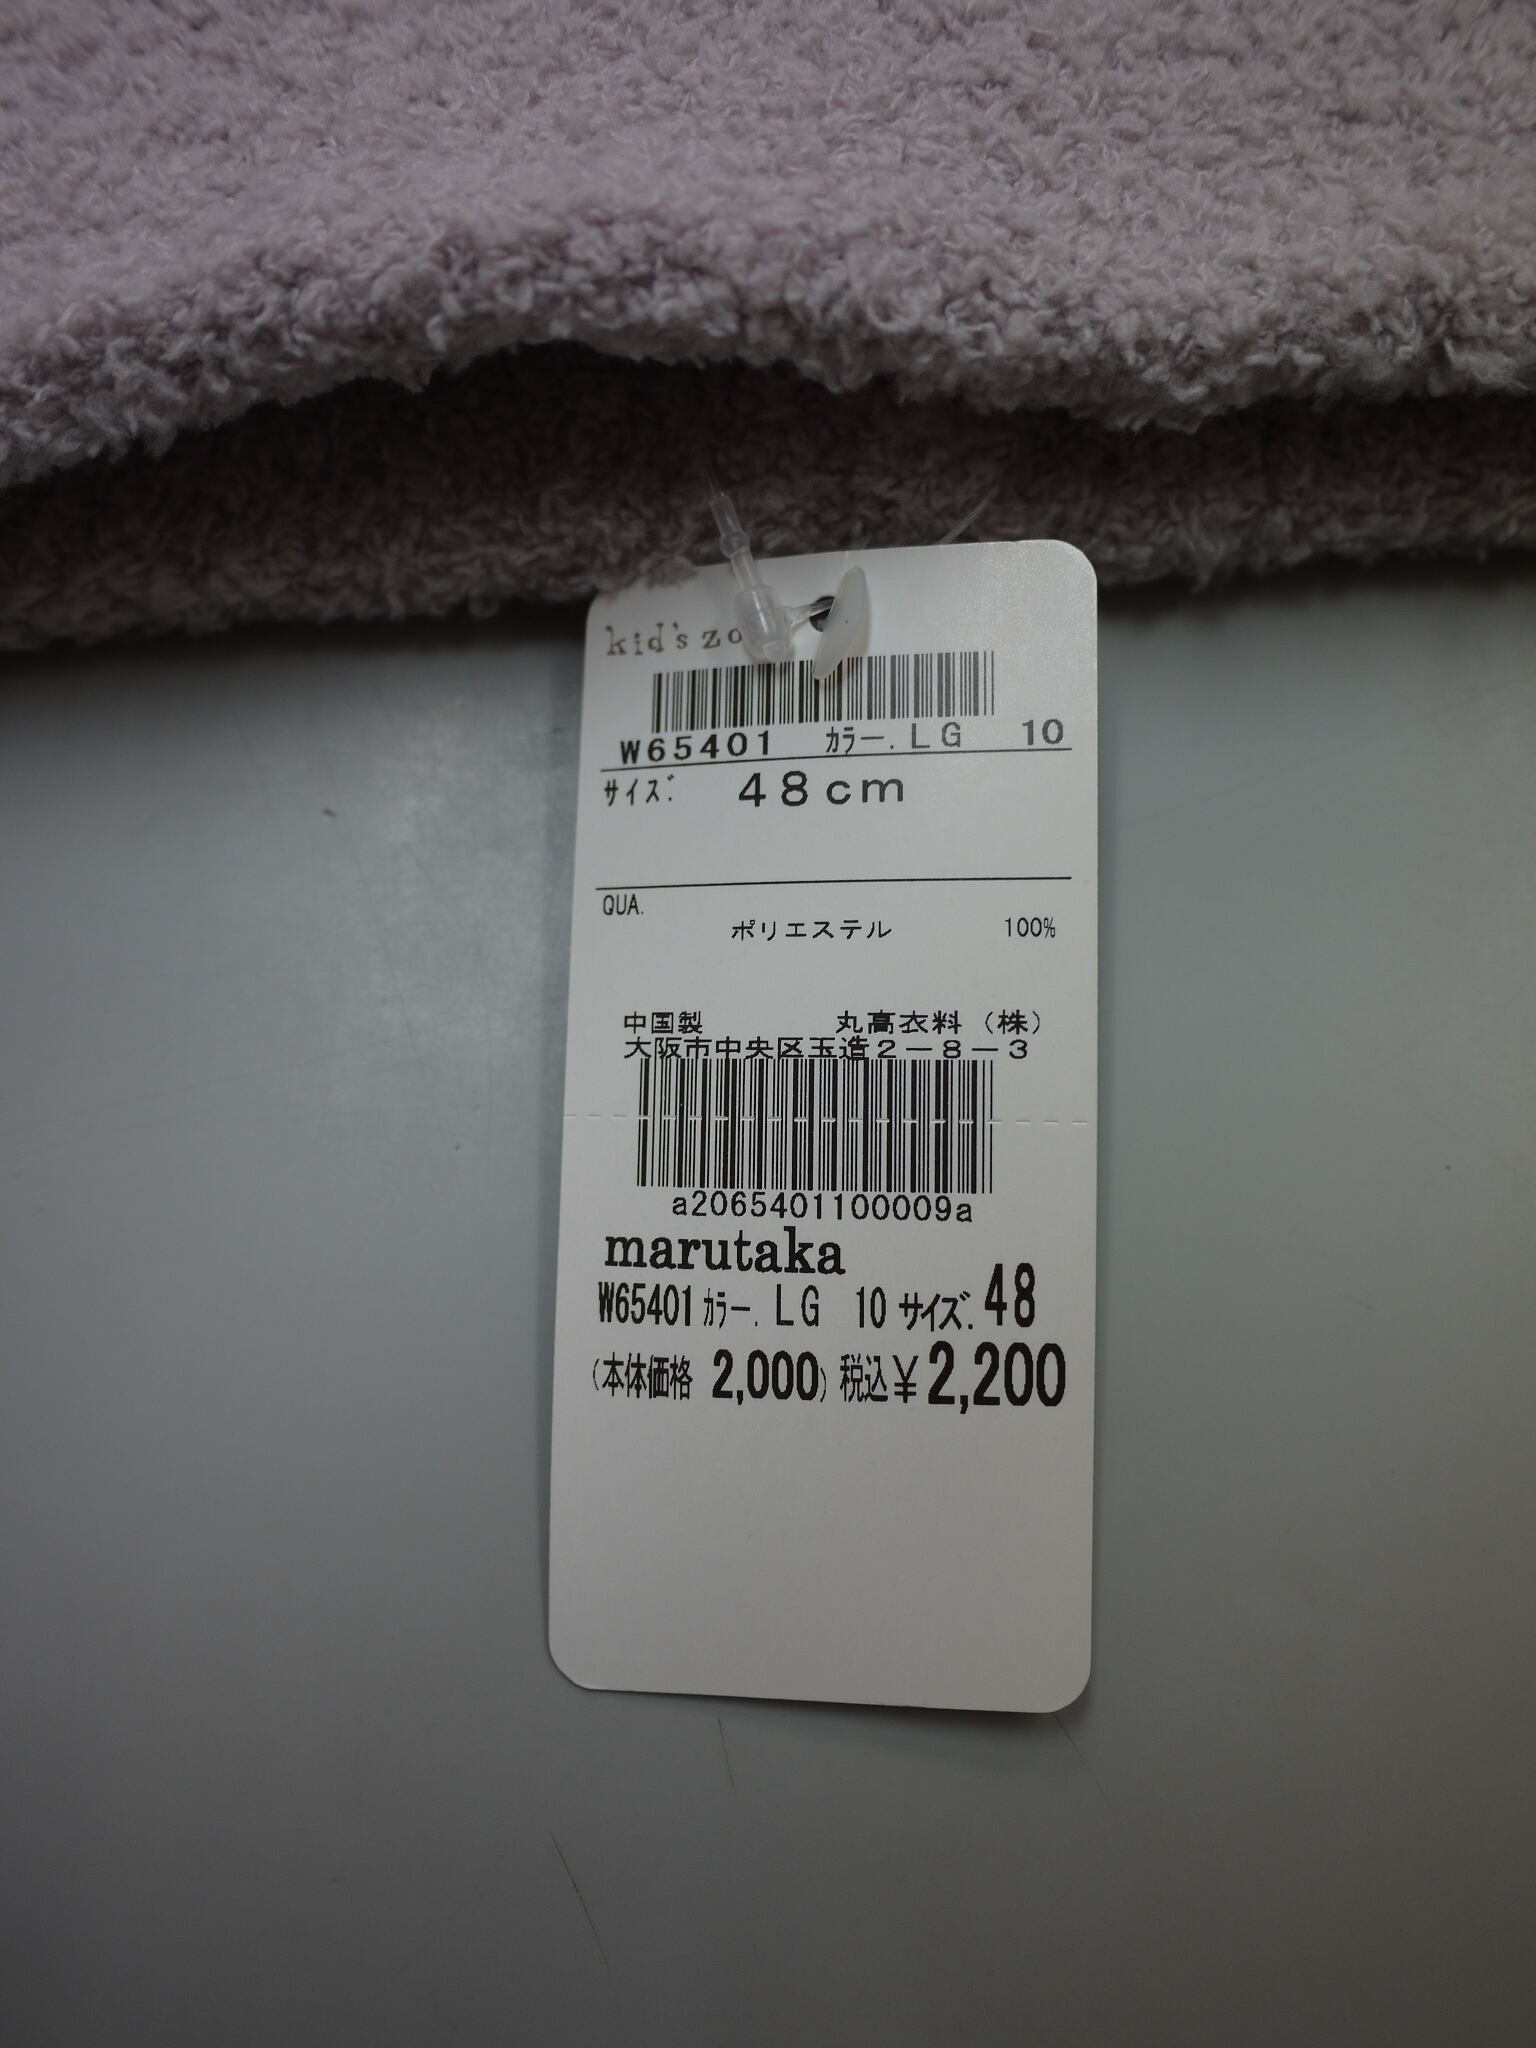 kid's zo
W65401 カラー. LG 10
サイズ. 48cm
QUA.
ポリエステル 100%
中国製 丸高衣料(株)
大阪市中央区玉造2-8-3
a2065401100009a
marutaka
W65401 カラー. LG 10 サイズ. 48
(本体価格 2,000) 税込¥2,200